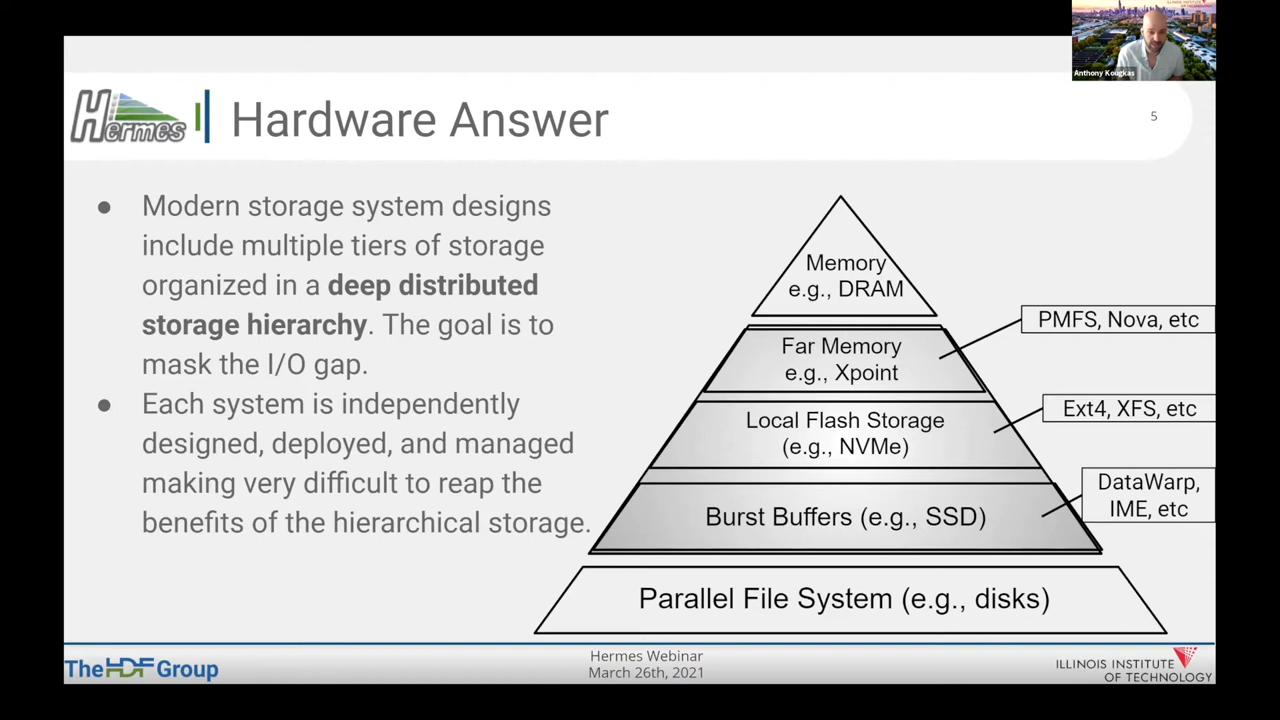 ILLINOIS INSTITUTE
OF TECHNOLOGY
Anthony Kougkas
Hermes
Hardware Answer
5
● Modern storage system designs
include multiple tiers of storage
organized in a deep distributed
storage hierarchy. The goal is to
mask the I/O gap.
● Each system is independently
designed, deployed, and managed
making very difficult to reap the
benefits of the hierarchical storage.
Memory
e.g., DRAM
Far Memory
e.g., Xpoint
PMFS, Nova, etc
Local Flash Storage
(e.g., NVMe)
Ext4, XFS, etc
Burst Buffers (e.g., SSD)
DataWarp,
IME, etc
Parallel File System (e.g., disks)
The HDF Group
Hermes Webinar
March 26th, 2021
ILLINOIS INSTITUTE
OF TECHNOLOGY